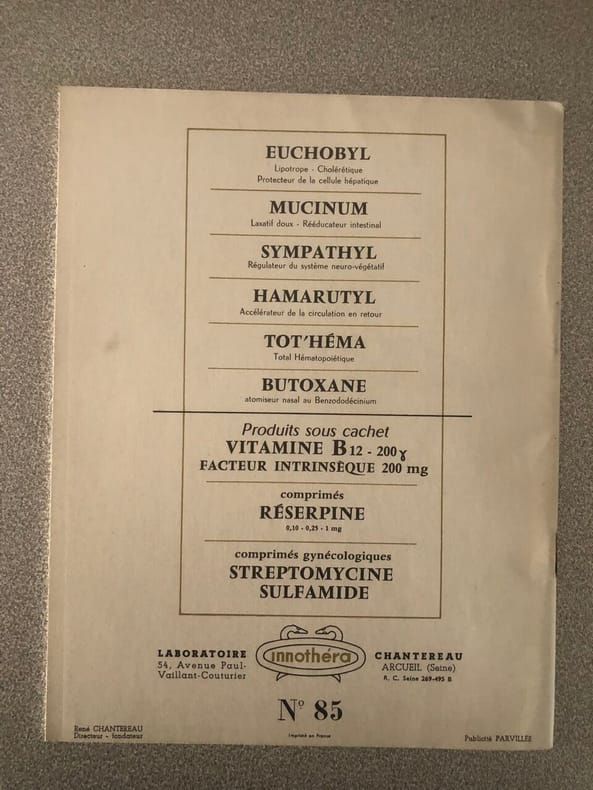 EUCHOBYL
Lipotrope - Cholérétique
Protecteur de la cellule hépatique
MUCINUM
Laxatif doux - Rééducateur intestinal
SYMPATHYL
Régulateur du système neuro-végétatif
HAMARUTYL
Accélérateur de la circulation en retour
TOT'HÉMA
Total Hématopoiétique
BUTOXANE
atomiseur nasal au Benzododécinium
Produits sous cachet
VITAMINE B12 - 200γ
FACTEUR INTRINSÈQUE 200 mg
comprimés
RÉSERPINE
0,10 - 0,25 - 1 mg
comprimés gynécologiques
STREPTOMYCINE
SULFAMIDE
LABORATOIRE
54, Avenue Paul-
Vaillant-Couturier
innothéra
CHANTEREAU
ARCUEIL (Seine)
R. C. Seine 269-495 B
Nº 85
Imprimé en France
René CHANTEREAU
Directeur - fondateur
Publicité PARVILLÉE